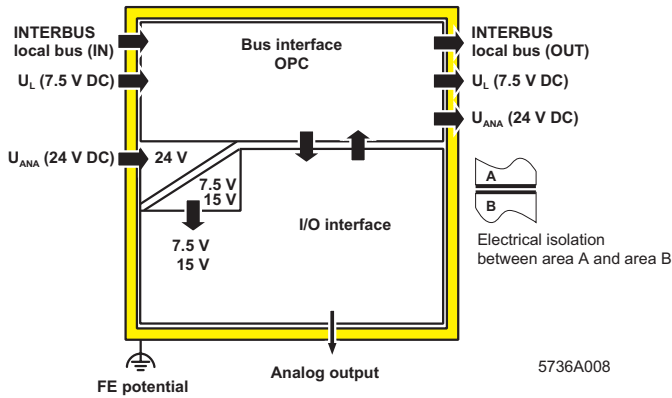 INTERBUS
local bus (IN)
U_L (7.5 V DC)
U_ANA (24 V DC)
Bus interface
OPC
INTERBUS
local bus (OUT)
U_L (7.5 V DC)
U_ANA (24 V DC)
24 V
7.5 V
15 V
7.5 V
15 V
I/O interface
A
B
Electrical isolation
between area A and area B
FE potential
Analog output
5736A008